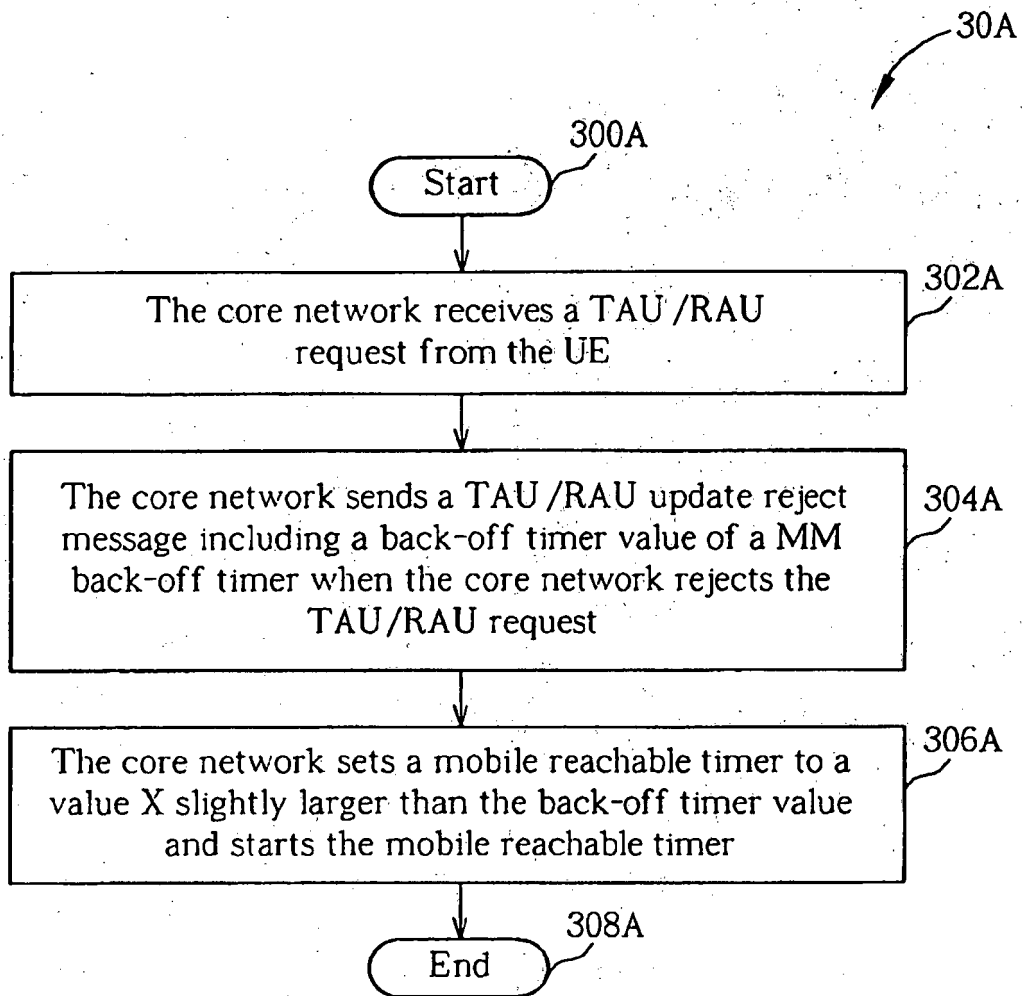 30A
300A
Start
302A
The core network receives a TAU/RAU
request from the UE
304A
The core network sends a TAU/RAU update reject
message including a back-off timer value of a MM
back-off timer when the core network rejects the
TAU/RAU request
306A
The core network sets a mobile reachable timer to a
value X slightly larger than the back-off timer value
and starts the mobile reachable timer
308A
End